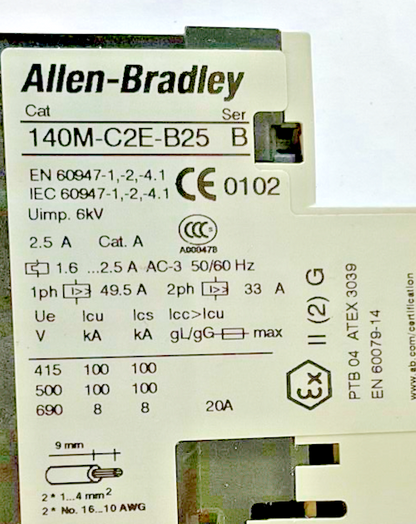 Allen-Bradley
Cat Ser
140M-C2E-B25 B
EN 60947-1,-2,-4.1
IEC 60947-1,-2,-4.1
CE 0102
Uimp. 6kV
CCC
A000478
2.5 A Cat. A
1.6 ...2.5 A AC-3 50/60 Hz
1ph I> 49.5 A 2ph I> 33 A
Ue Icu Ics Icc>Icu
V kA kA gL/gG max
415 100 100
500 100 100
690 8 8 20A
9 mm
2* 1...4 mm2
2* No. 16...10 AWG
Ex II (2) G
PTB 04 ATEX 3039
EN 60079-14
www.ab.com/certification